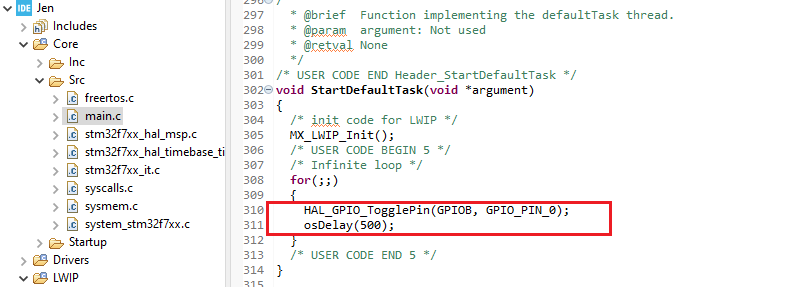 Jen
Includes
Core
Inc
Src
freertos.c
main.c
stm32f7xx_hal_msp.c
stm32f7xx_hal_timebase_ti
stm32f7xx_it.c
syscalls.c
sysmem.c
system_stm32f7xx.c
Startup
Drivers
LWIP
297 * @brief Function implementing the defaultTask thread.
298 * @param argument: Not used
299 * @retval None
300 */
301 /* USER CODE END Header_StartDefaultTask */
302 void StartDefaultTask(void *argument)
303 {
304 /* init code for LWIP */
305 MX_LWIP_Init();
306 /* USER CODE BEGIN 5 */
307 /* Infinite loop */
308 for(;;)
309 {
310 HAL_GPIO_TogglePin(GPIOB, GPIO_PIN_0);
311 osDelay(500);
312 }
313 /* USER CODE END 5 */
314 }
315